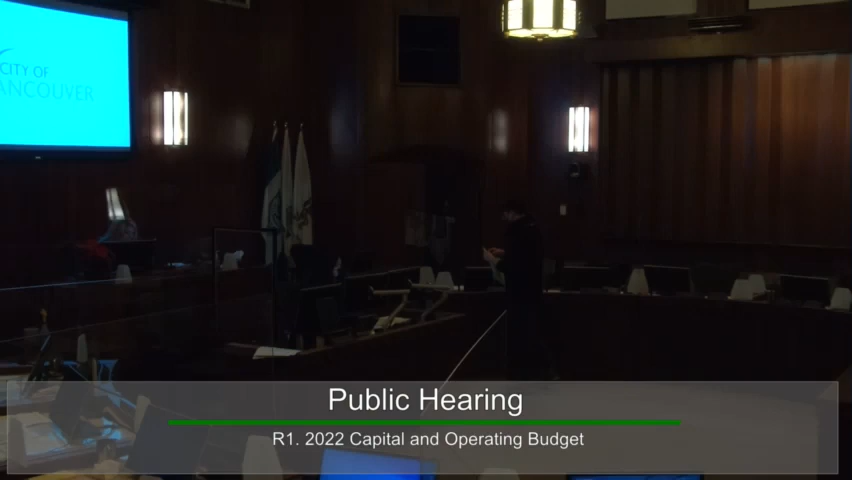 CITY OF
ANCOUVER
Public Hearing
R1. 2022 Capital and Operating Budget